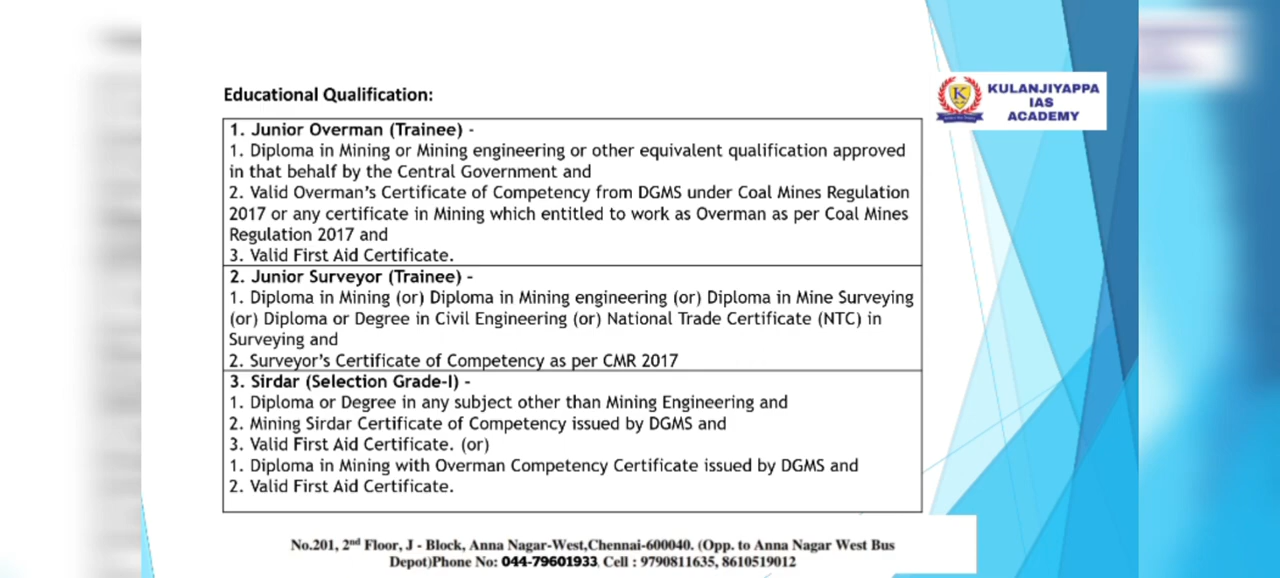 Educational Qualification:
KULANJIYAPPA
IAS
ACADEMY
1. Junior Overman (Trainee) -
1. Diploma in Mining or Mining engineering or other equivalent qualification approved
in that behalf by the Central Government and
2. Valid Overman's Certificate of Competency from DGMS under Coal Mines Regulation
2017 or any certificate in Mining which entitled to work as Overman as per Coal Mines
Regulation 2017 and
3. Valid First Aid Certificate.
2. Junior Surveyor (Trainee) -
1. Diploma in Mining (or) Diploma in Mining engineering (or) Diploma in Mine Surveying
(or) Diploma or Degree in Civil Engineering (or) National Trade Certificate (NTC) in
Surveying and
2. Surveyor's Certificate of Competency as per CMR 2017
3. Sirdar (Selection Grade-I) -
1. Diploma or Degree in any subject other than Mining Engineering and
2. Mining Sirdar Certificate of Competency issued by DGMS and
3. Valid First Aid Certificate. (or)
1. Diploma in Mining with Overman Competency Certificate issued by DGMS and
2. Valid First Aid Certificate.
No.201, 2nd Floor, J - Block, Anna Nagar-West,Chennai-600040. (Opp. to Anna Nagar West Bus
Depot)Phone No: 044-79601933, Cell : 9790811635, 8610519012